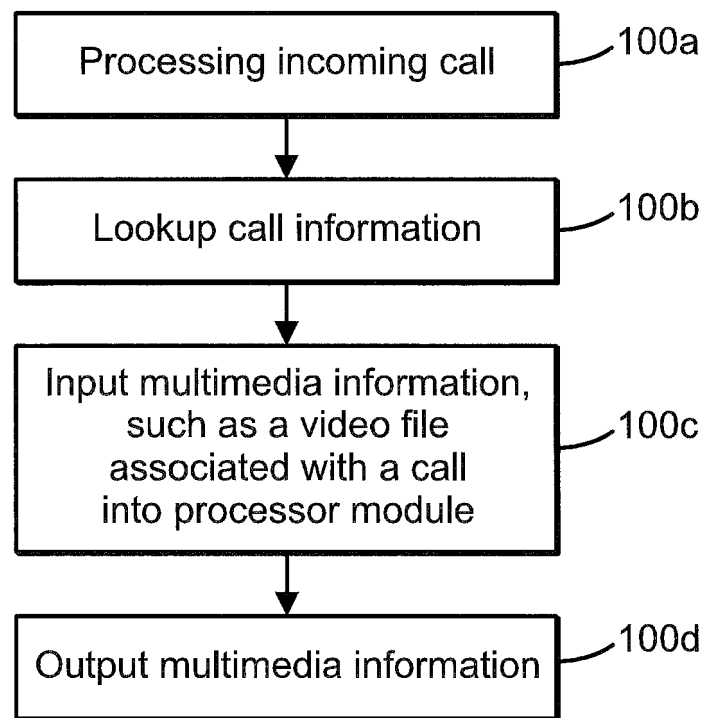 Processing incoming call
100a
Lookup call information
100b
Input multimedia information,
such as a video file
associated with a call
into processor module
100c
Output multimedia information
100d